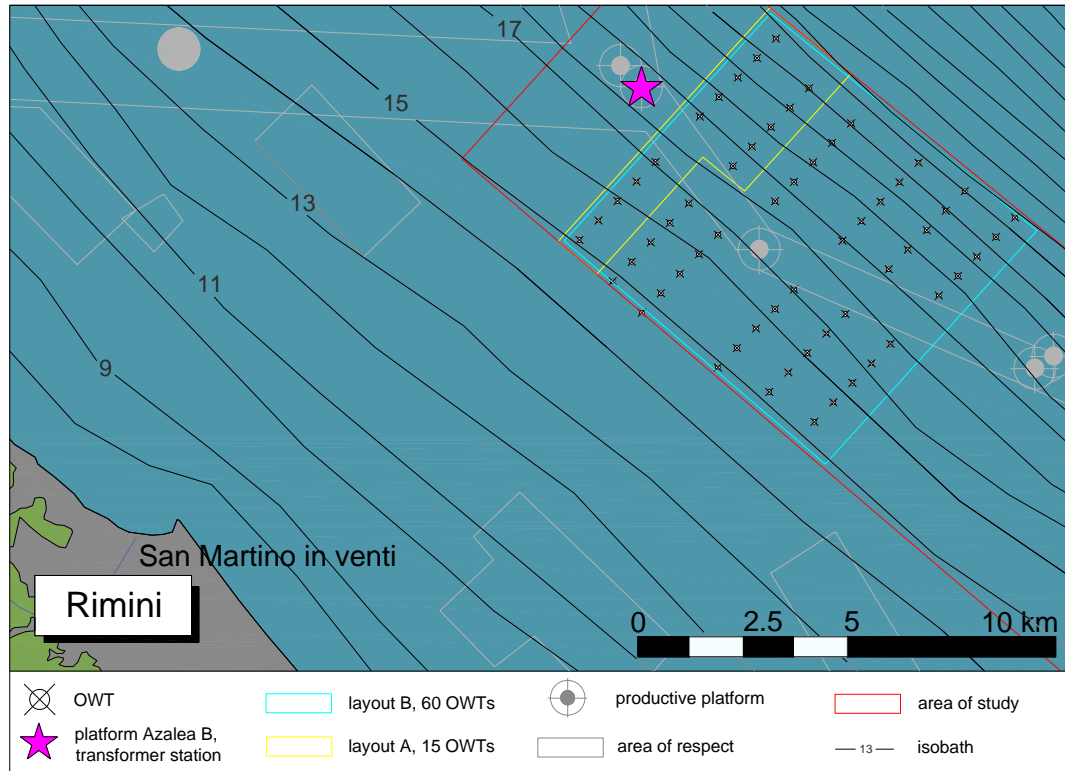 17
15
13
11
9
San Martino in venti
Rimini
0 2.5 5 10 km
OWT
layout B, 60 OWTs
productive platform
area of study
platform Azalea B,
transformer station
layout A, 15 OWTs
area of respect
13 isobath